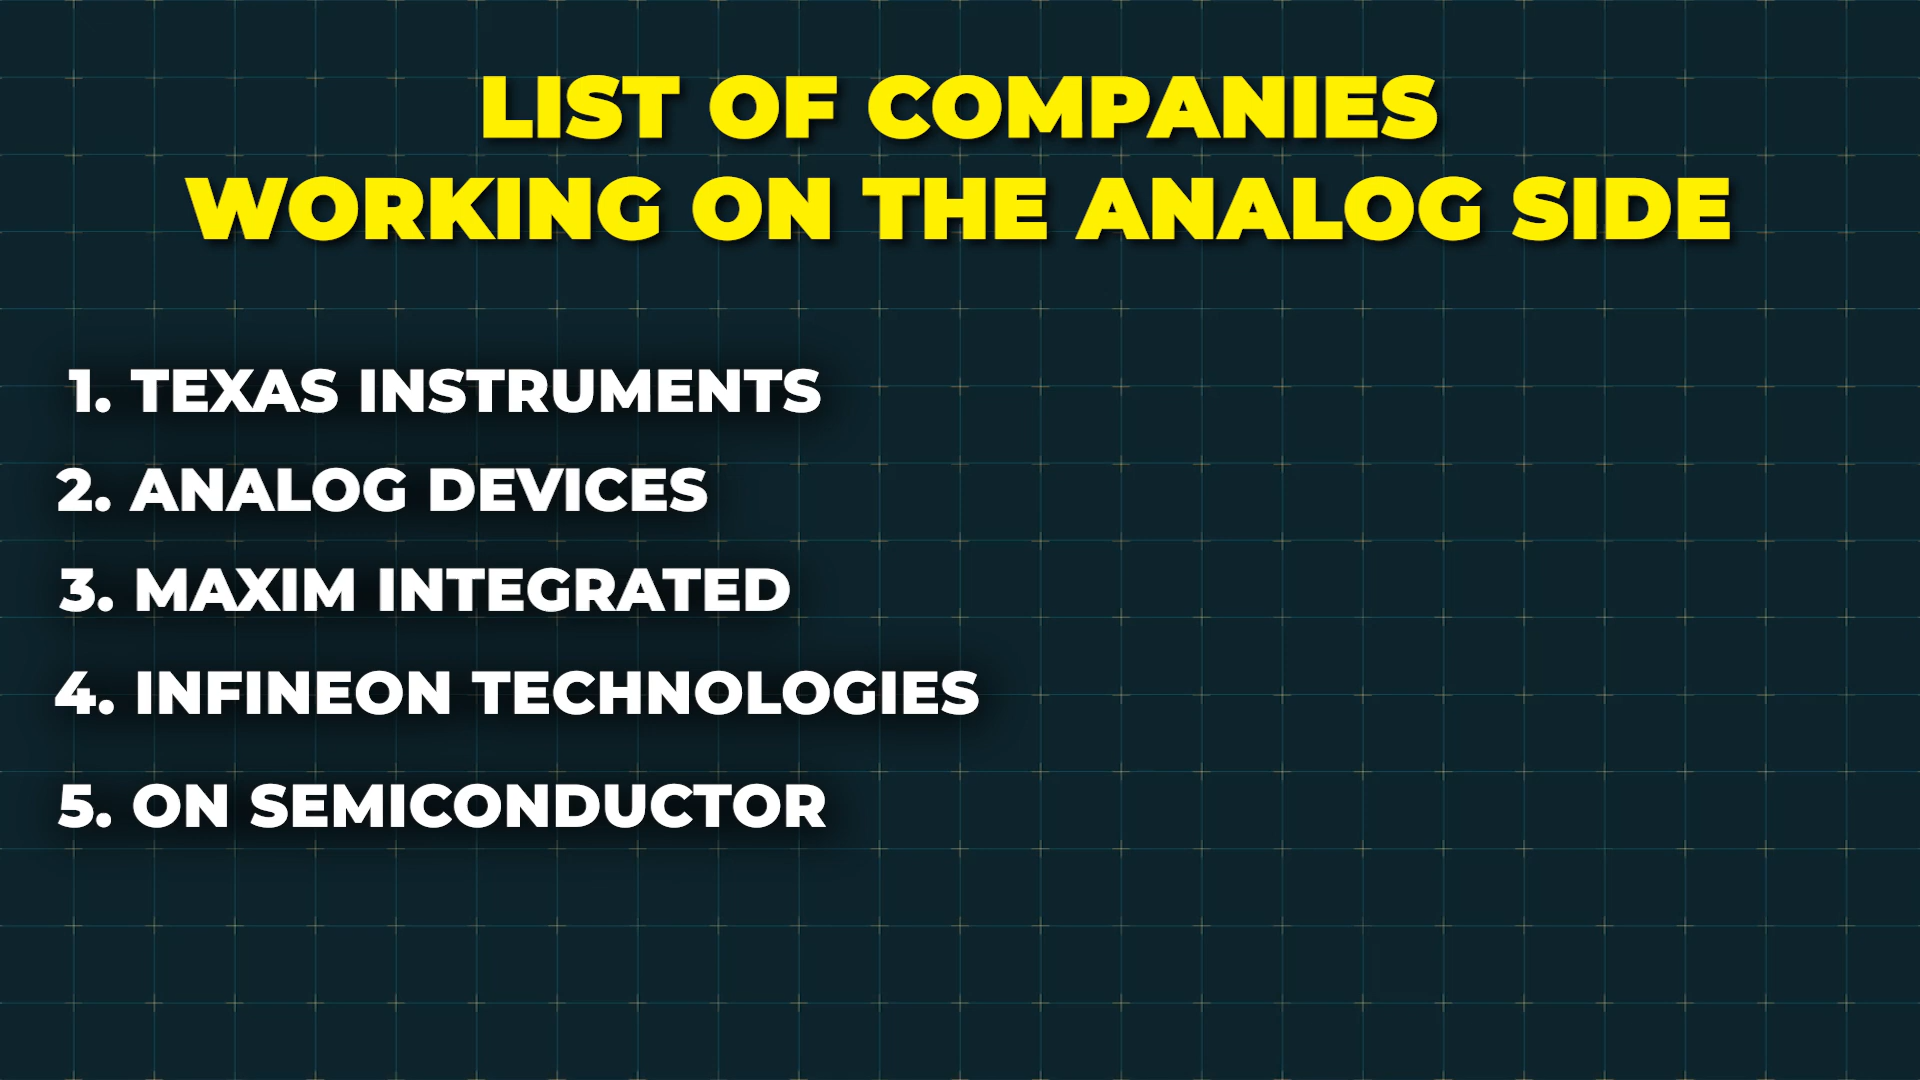 LIST OF COMPANIES
WORKING ON THE ANALOG SIDE
1. TEXAS INSTRUMENTS
2. ANALOG DEVICES
3. MAXIM INTEGRATED
4. INFINEON TECHNOLOGIES
5. ON SEMICONDUCTOR